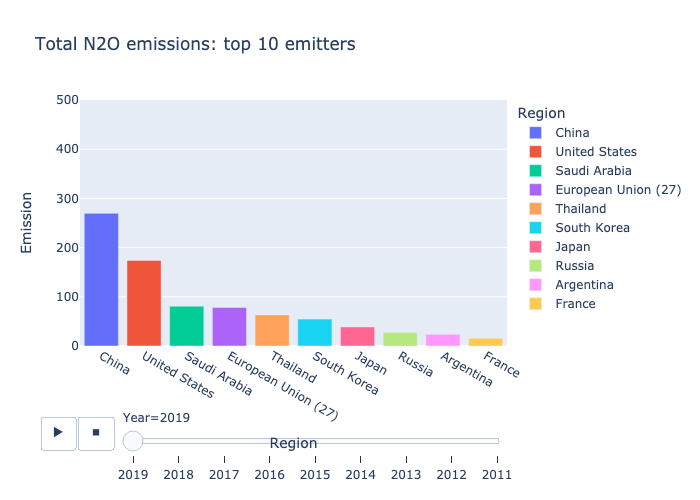 Total N2O emissions: top 10 emitters
Emission
500
400
300
200
100
0
China
United States
Saudi Arabia
European Union (27)
Thailand
South Korea
Japan
Russia
Argentina
France
Region
Region
China
United States
Saudi Arabia
European Union (27)
Thailand
South Korea
Japan
Russia
Argentina
France
Year=2019
2019 2018 2017 2016 2015 2014 2013 2012 2011